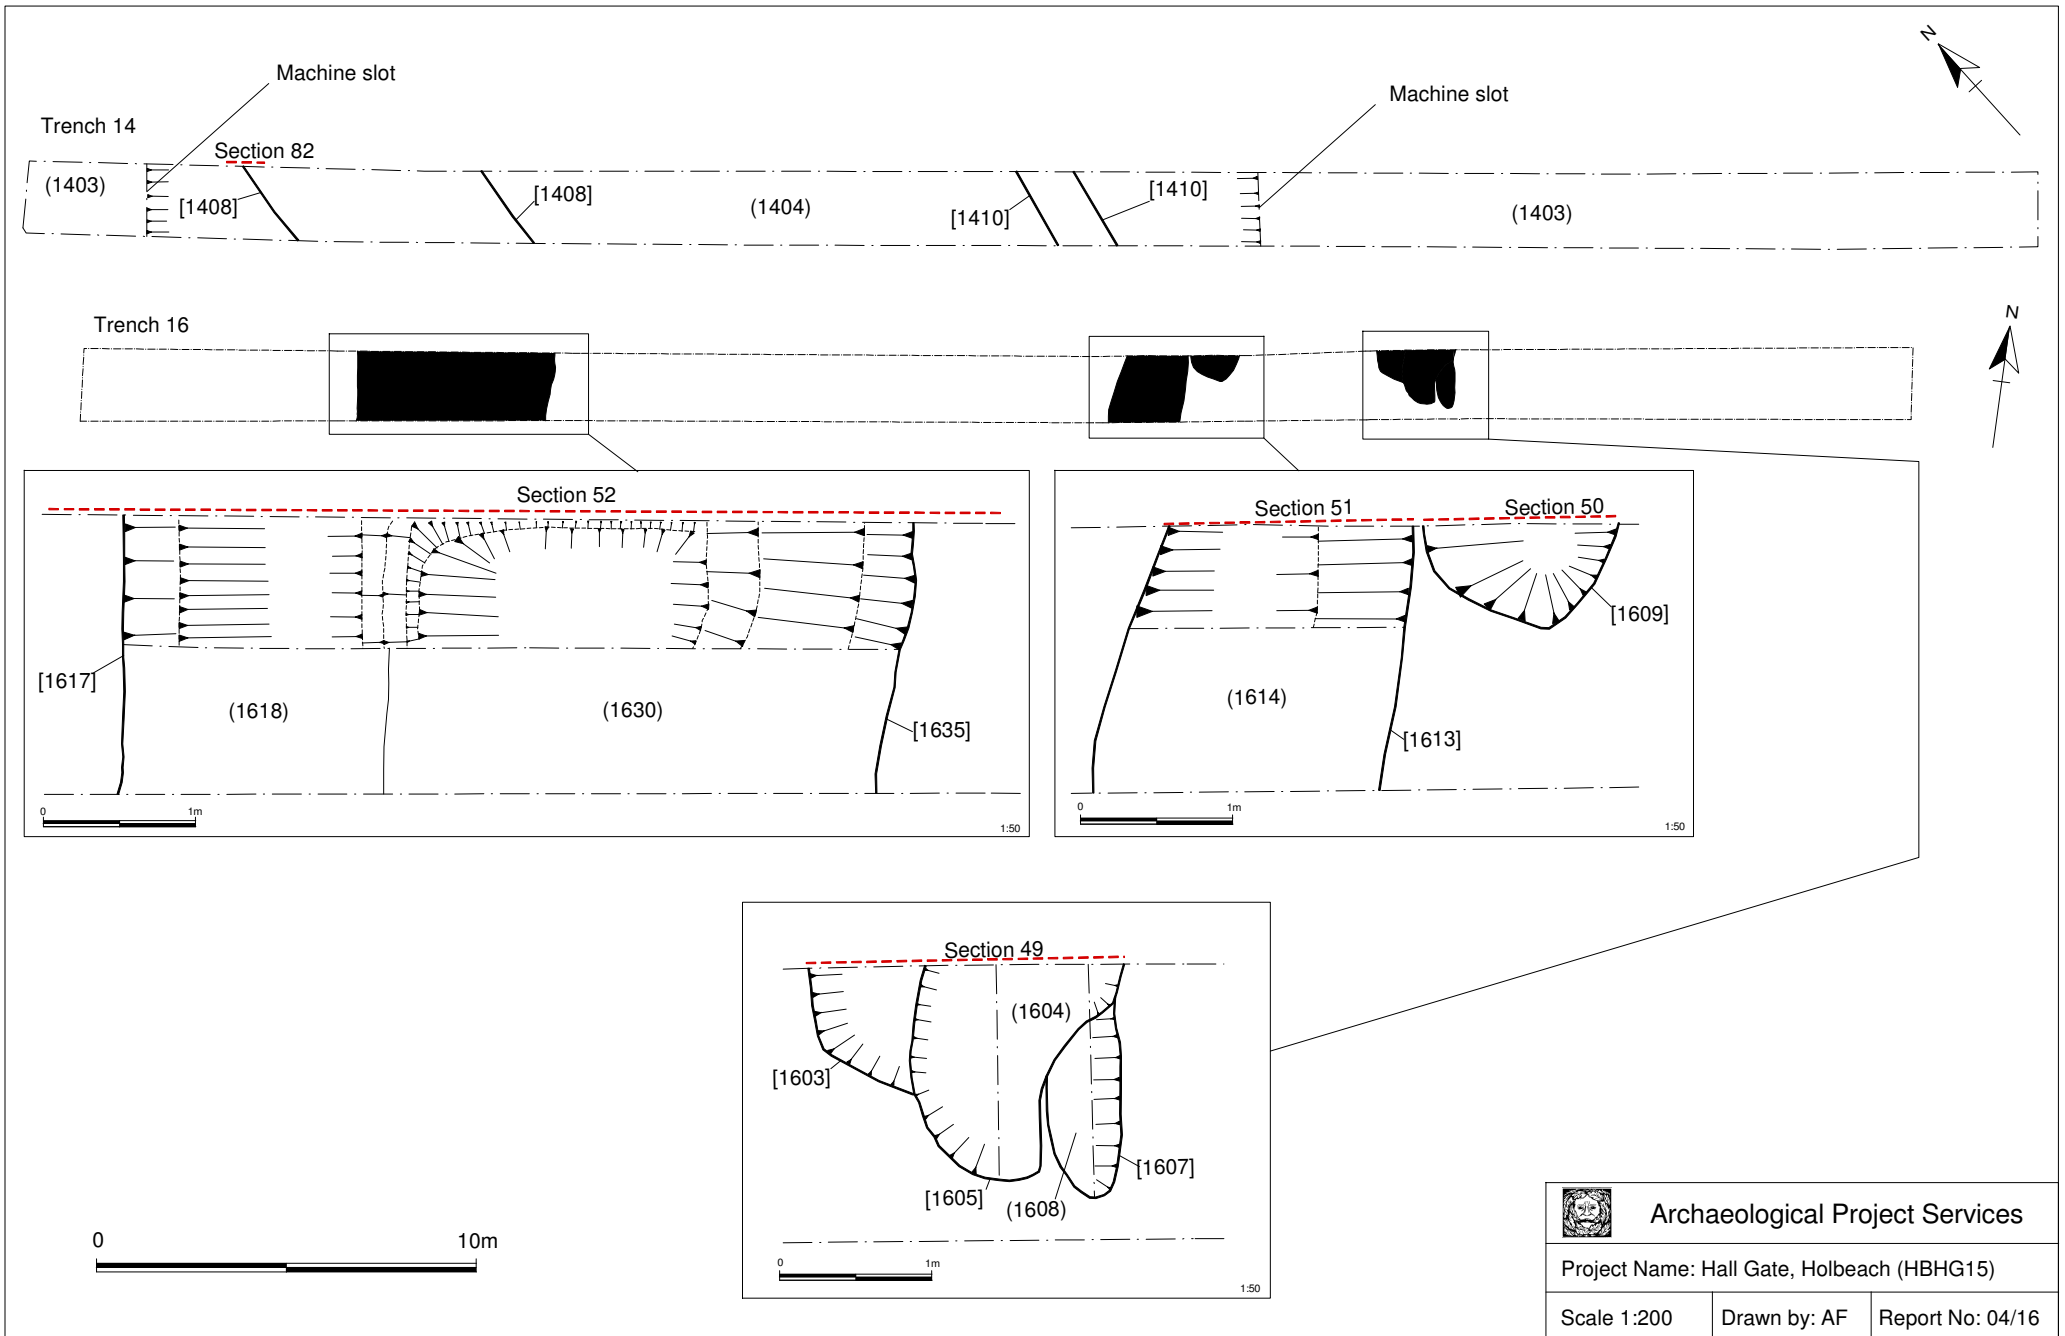 N
Machine slot
Machine slot
Trench 14
Section 82
(1403)
[1408]
[1408]
(1404)
[1410]
[1410]
(1403)
Trench 16
N
Section 52
[1617]
(1618)
(1630)
[1635]
0 1m
1:50
Section 51
Section 50
[1609]
(1614)
[1613]
0 1m
1:50
Section 49
(1604)
[1603]
[1605]
(1608)
[1607]
0 1m
1:50
0 10m
Archaeological Project Services
Project Name: Hall Gate, Holbeach (HBHG15)
Scale 1:200
Drawn by: AF
Report No: 04/16